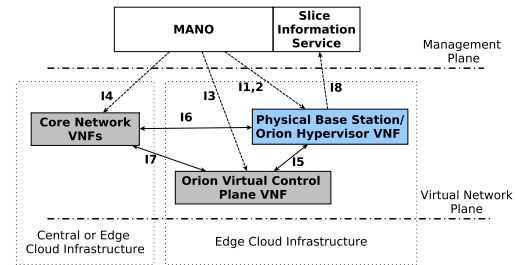 MANO
Slice
Information
Service
Management
Plane
I4
I3
I1,2
I8
Core Network
VNFs
I6
Physical Base Station/
Orion Hypervisor VNF
I7
I5
Orion Virtual Control
Plane VNF
Virtual Network
Plane
Central or Edge
Cloud Infrastructure
Edge Cloud Infrastructure